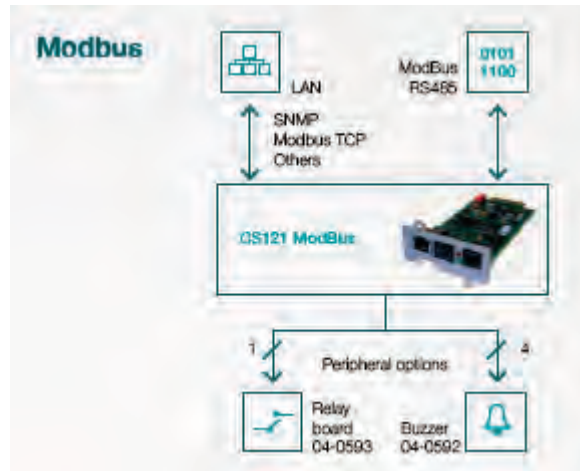 Modbus
LAN
ModBus
RS485
0101
1100
SNMP
Modbus TCP
Others
CS121 ModBus
1
Peripheral options
4
Relay
board
04-0593
Buzzer
04-0592